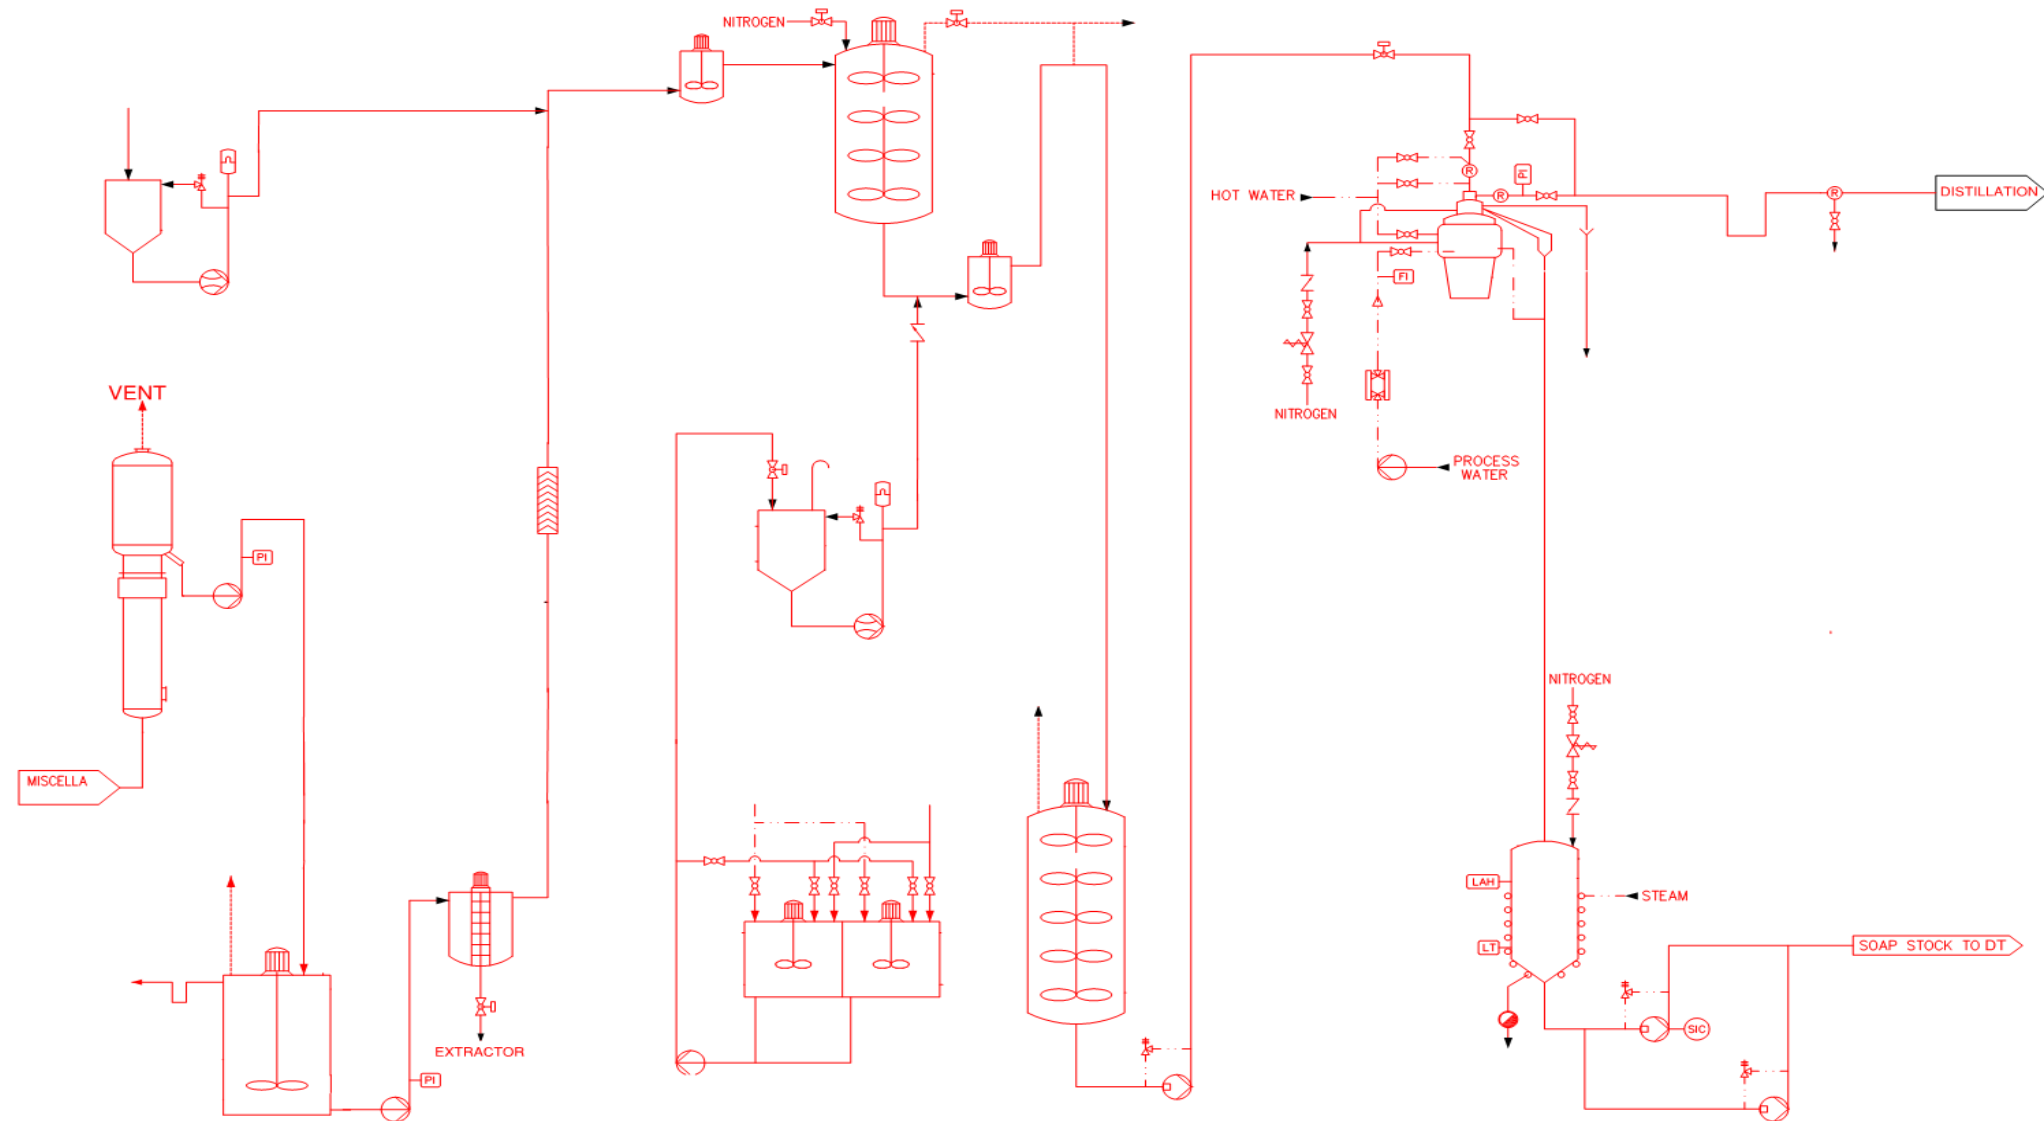 NITROGEN
R
PI
HOT WATER
R
R
DISTILLATION
FI
NITROGEN
VENT
PROCESS
WATER
PI
NITROGEN
MISCELLA
LAH
STEAM
LT
SOAP STOCK TO DT
SIC
EXTRACTOR
PI